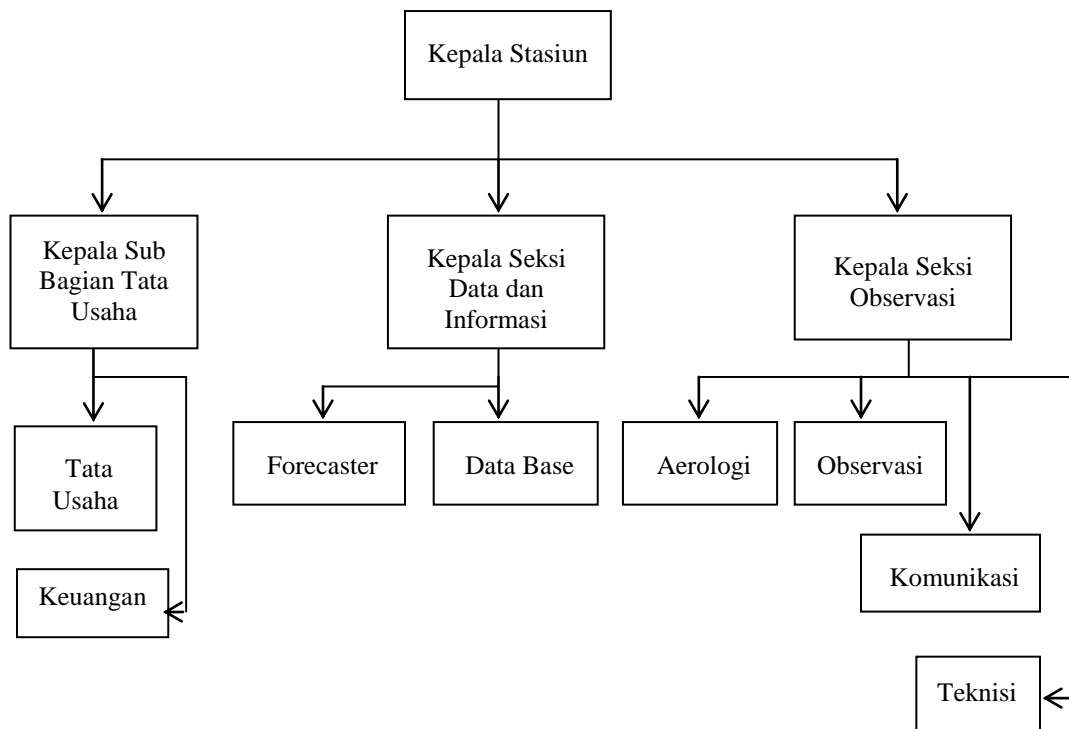 Kepala Stasiun
Kepala Sub
Bagian Tata
Usaha
Kepala Seksi
Data dan
Informasi
Kepala Seksi
Observasi
Tata
Usaha
Forecaster
Data Base
Aerologi
Observasi
Keuangan
Komunikasi
Teknisi